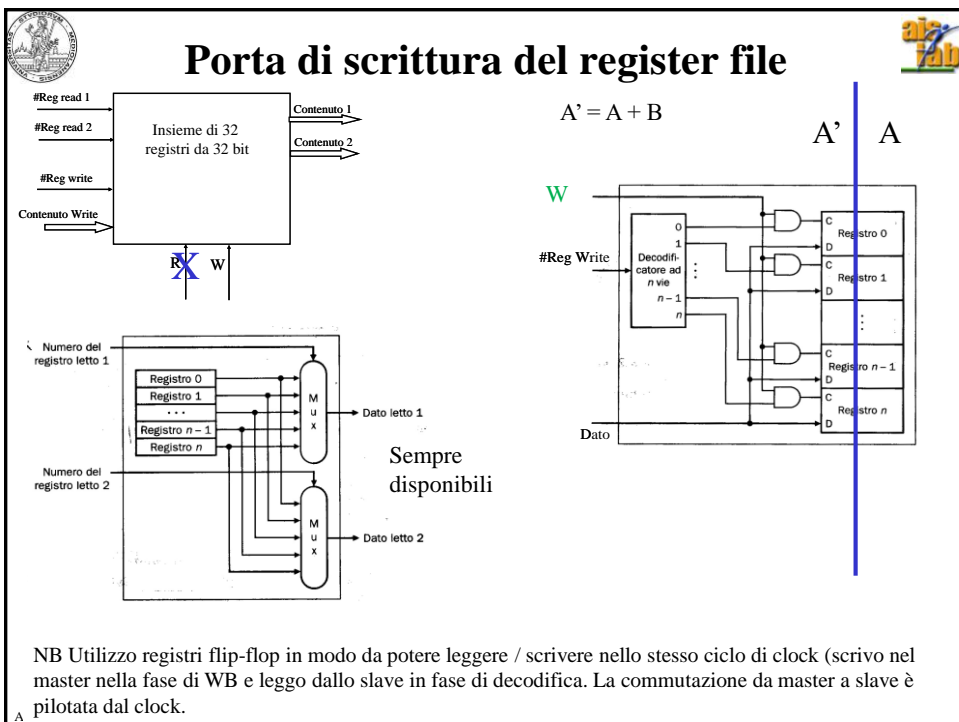 Porta di scrittura del register file
#Reg read 1
#Reg read 2
#Reg write
Contenuto Write
Insieme di 32
registri da 32 bit
Contenuto 1
Contenuto 2
R
X
W
A' = A + B
A'
A
W
#Reg Write
Decodifi-
catore ad
n vie
0
1
⋮
n – 1
n
C
Registro 0
D
C
Registro 1
D
⋮
C
Registro n – 1
D
C
Registro n
D
Dato
Numero del
registro letto 1
Registro 0
Registro 1
· · ·
Registro n – 1
Registro n
M
u
x
Dato letto 1
Numero del
registro letto 2
M
u
x
Dato letto 2
Sempre
disponibili
NB Utilizzo registri flip-flop in modo da potere leggere / scrivere nello stesso ciclo di clock (scrivo nel
master nella fase di WB e leggo dallo slave in fase di decodifica. La commutazione da master a slave è
pilotata dal clock.
A